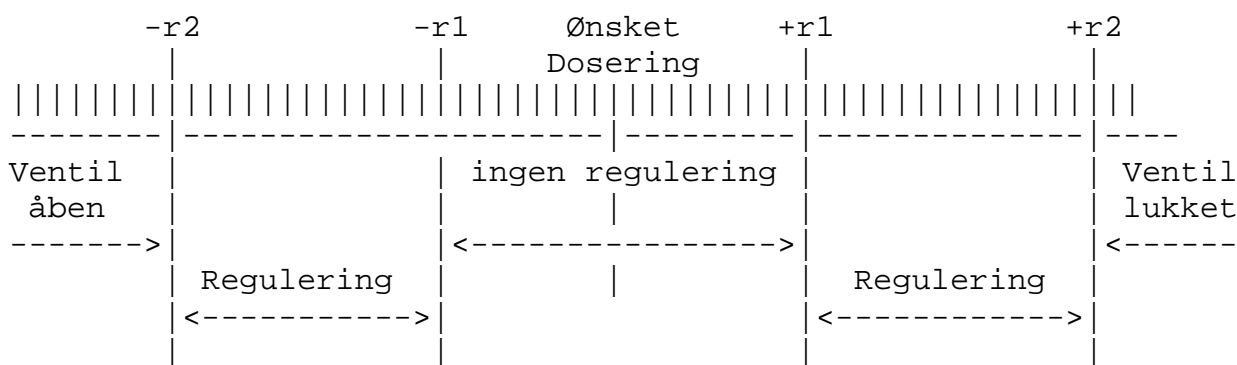 -r2 -r1 Ønsket +r1 +r2
| | Dosering | |
||||||||||||||||||||||||||||||||||||||||||||||||||||||||||
--------|----------------------|---------|--------------|----
Ventil | | ingen regulering | | Ventil
åben | | | | | lukket
------->| |<---------------->| |<------
| Regulering | | | Regulering |
|<----------->| |<------------>|
| | | |